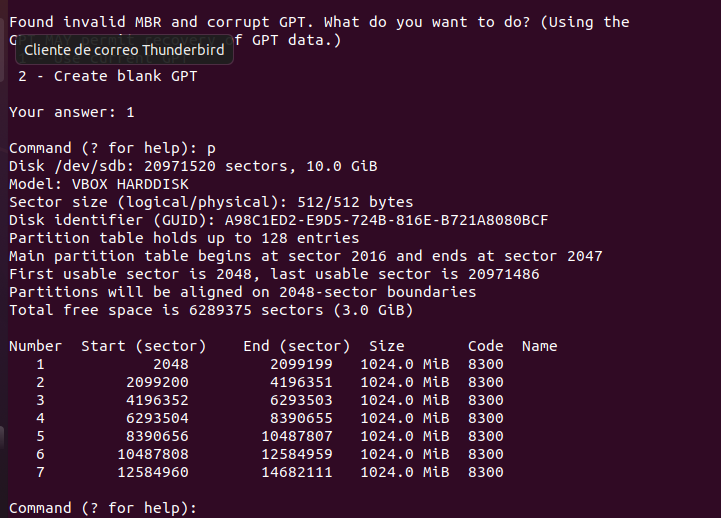 Found invalid MBR and corrupt GPT. What do you want to do? (Using the
GPT MAY permit recovery of GPT data.)
Cliente de correo Thunderbird
1 - Use current GPT
2 - Create blank GPT
Your answer: 1
Command (? for help): p
Disk /dev/sdb: 20971520 sectors, 10.0 GiB
Model: VBOX HARDDISK
Sector size (logical/physical): 512/512 bytes
Disk identifier (GUID): A98C1ED2-E9D5-724B-816E-B721A8080BCF
Partition table holds up to 128 entries
Main partition table begins at sector 2016 and ends at sector 2047
First usable sector is 2048, last usable sector is 20971486
Partitions will be aligned on 2048-sector boundaries
Total free space is 6289375 sectors (3.0 GiB)
Number  Start (sector)    End (sector)  Size       Code  Name
1            2048         2099199   1024.0 MiB  8300
2         2099200         4196351   1024.0 MiB  8300
3         4196352         6293503   1024.0 MiB  8300
4         6293504         8390655   1024.0 MiB  8300
5         8390656        10487807   1024.0 MiB  8300
6        10487808        12584959   1024.0 MiB  8300
7        12584960        14682111   1024.0 MiB  8300
Command (? for help):